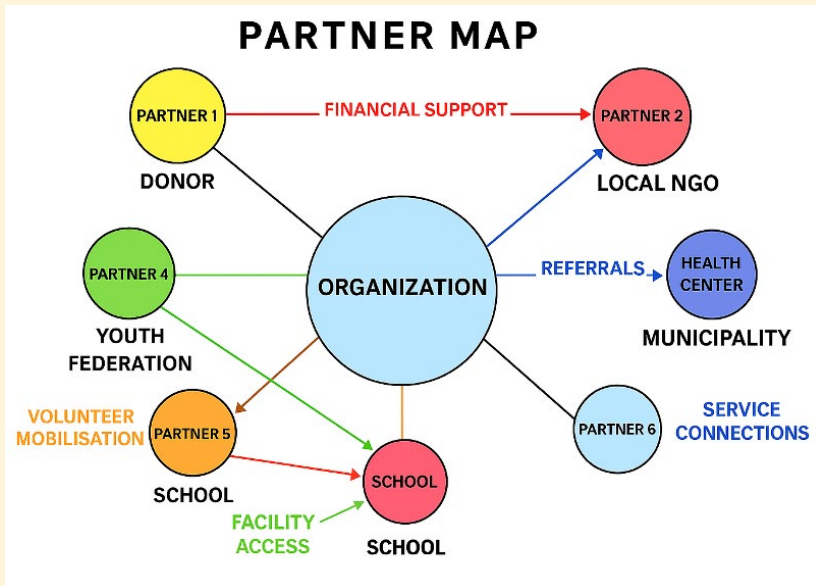 PARTNER MAP
PARTNER 1
FINANCIAL SUPPORT
PARTNER 2
DONOR
LOCAL NGO
PARTNER 4
ORGANIZATION
REFERRALS
HEALTH
CENTER
YOUTH
FEDERATION
MUNICIPALITY
VOLUNTEER
MOBILISATION
PARTNER 5
PARTNER 6
SERVICE
CONNECTIONS
SCHOOL
SCHOOL
FACILITY
ACCESS
SCHOOL